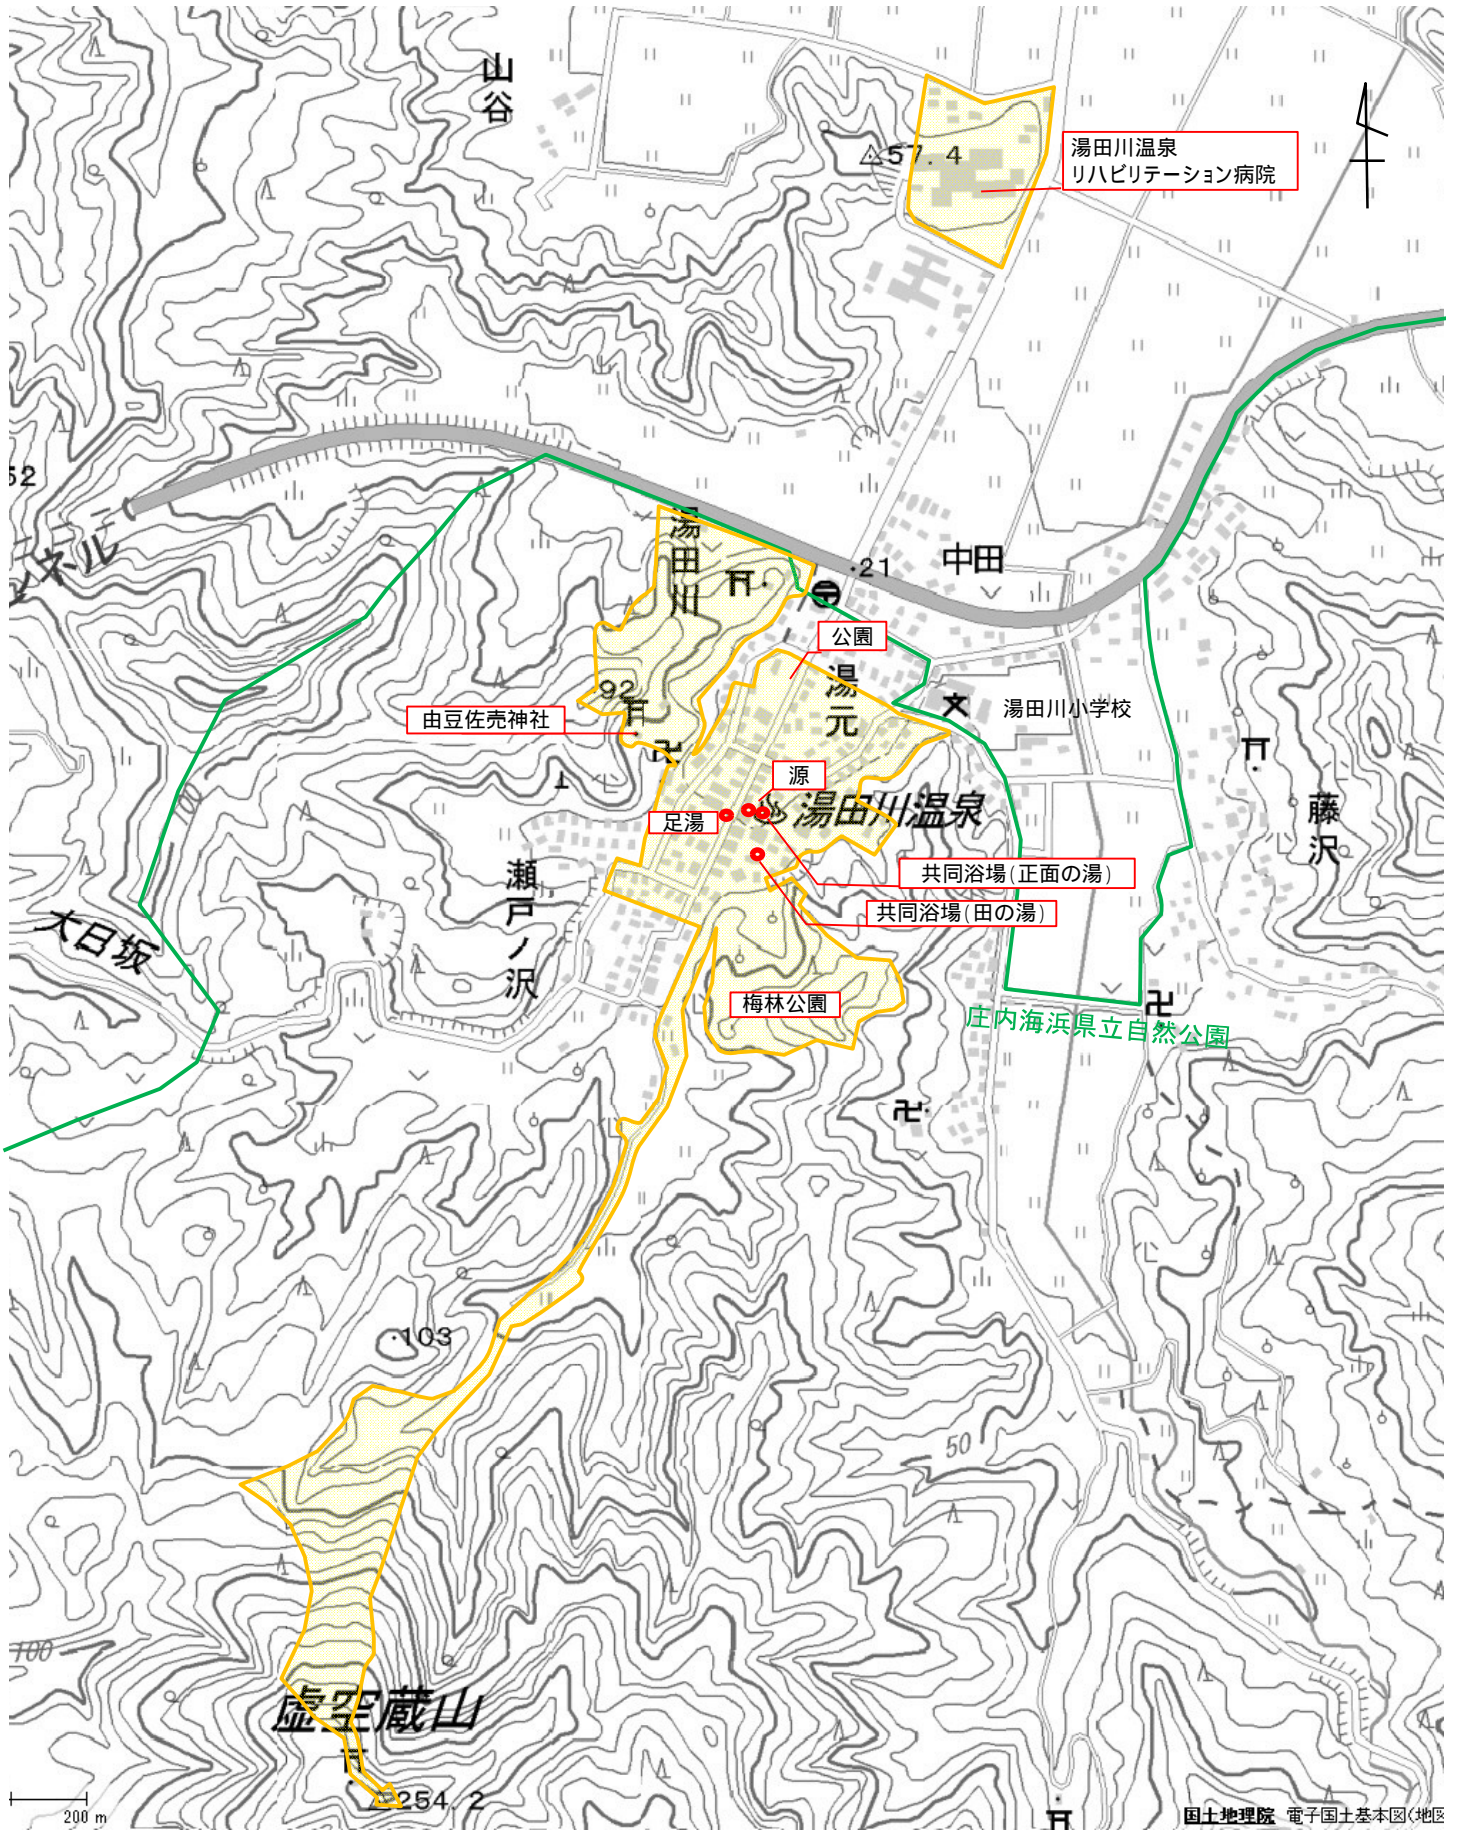 山谷
57.4
湯田川温泉
リハビリテーション病院
52
ンネル
湯田川
21
中田
公園
湯元
92
由豆佐売神社
湯田川小学校
源
足湯
湯田川温泉
100
藤沢
瀬戸ノ沢
共同浴場(正面の湯)
共同浴場(田の湯)
大日坂
梅林公園
庄内海浜県立自然公園
103
50
100
虚空蔵山
254.2
200 m
国土地理院 電子国土基本図(地図